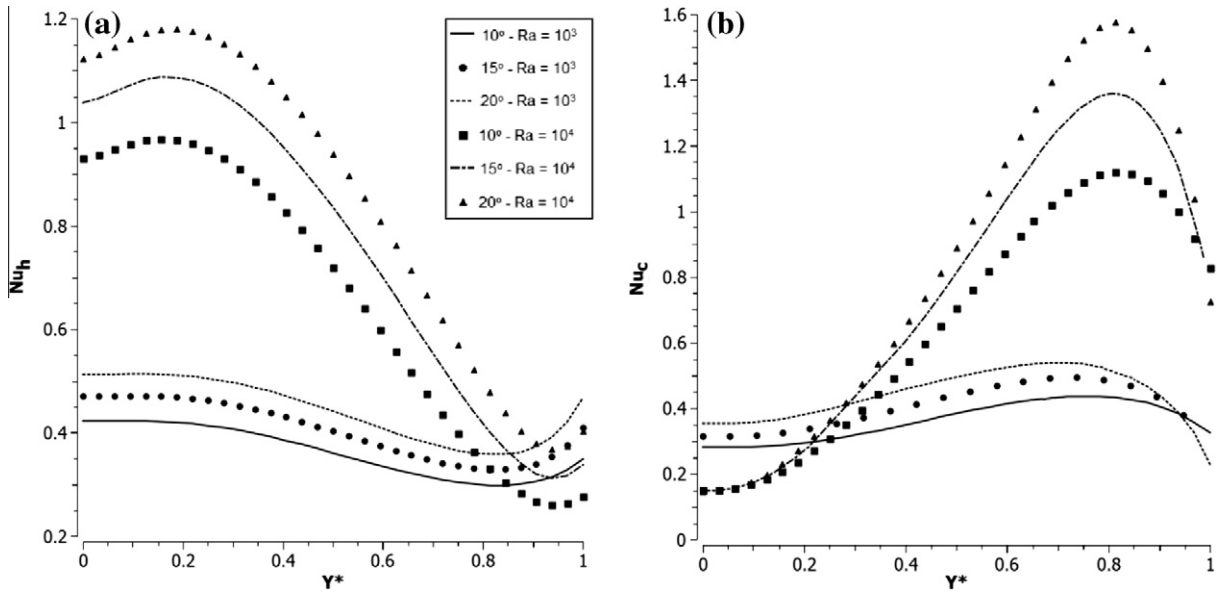 (a)
1.2
1
0.8
0.6
0.4
0.2
Nu_h
0 0.2 0.4 0.6 0.8 1
Y*
10° - Ra = 10³
15° - Ra = 10³
20° - Ra = 10³
10° - Ra = 10⁴
15° - Ra = 10⁴
20° - Ra = 10⁴
(b)
1.6
1.4
1.2
1
0.8
0.6
0.4
0.2
0
Nu_c
0 0.2 0.4 0.6 0.8 1
Y*